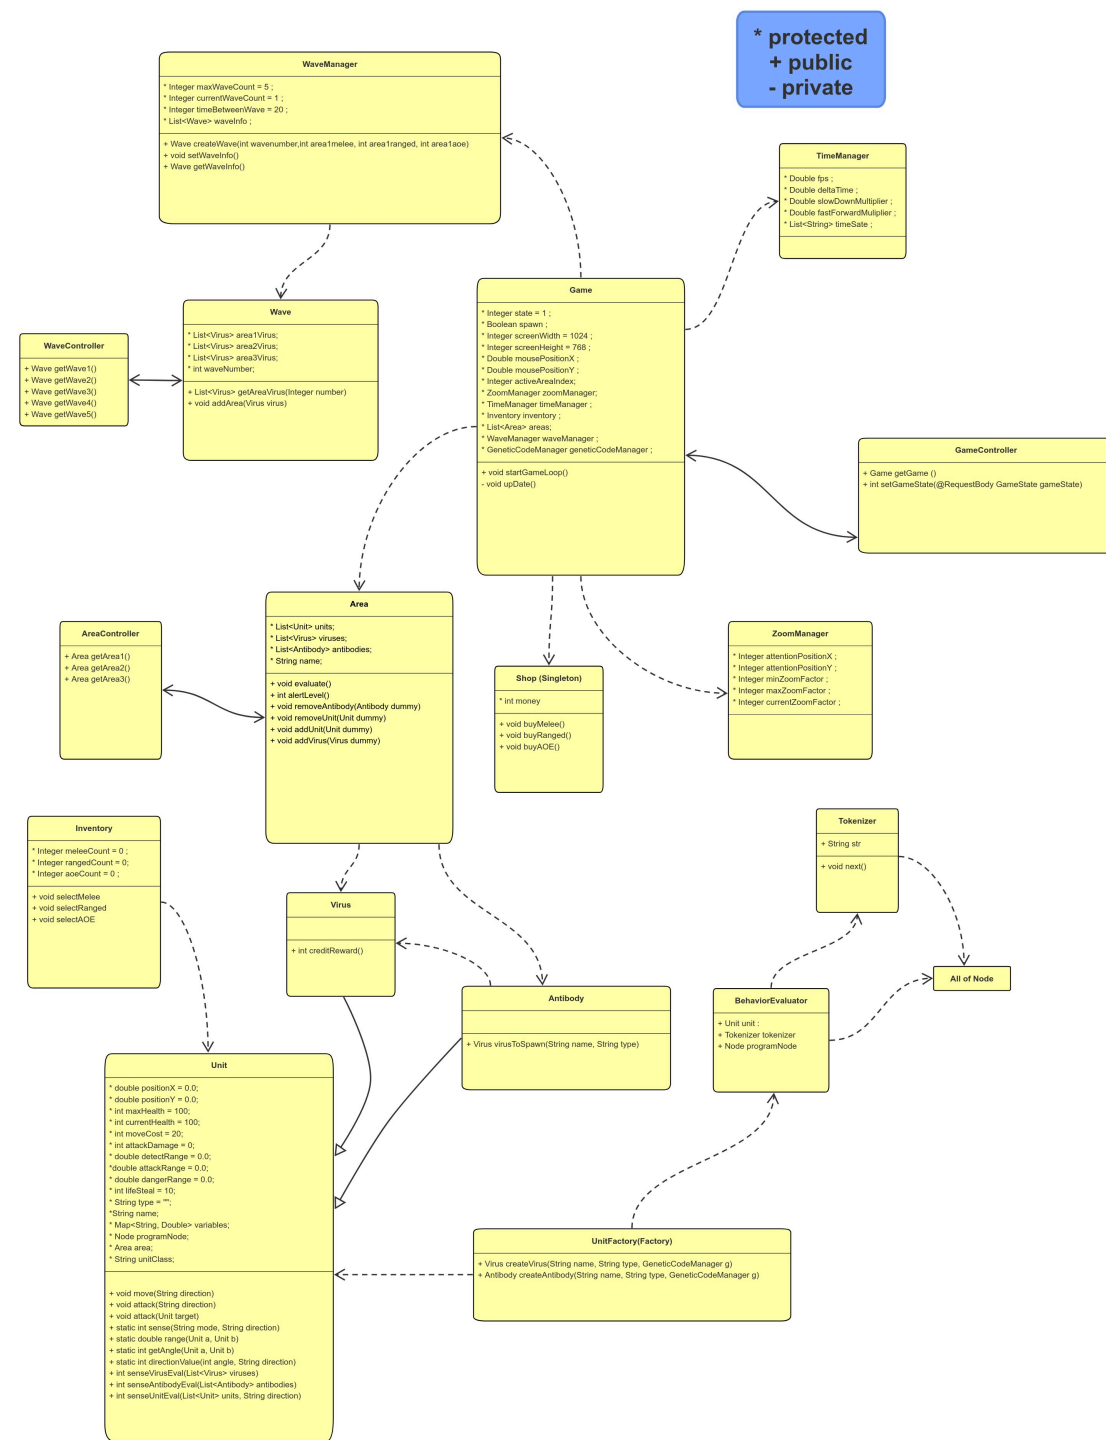 * protected
+ public
- private
WaveManager
* Integer maxWaveCount = 5 ;
* Integer currentWaveCount = 1 ;
* Integer timeBetweenWave = 20 ;
* List<Wave> waveInfo ;
+ Wave createWave(int wavenumber,int area1melee, int area1ranged, int area1aoe)
+ void setWaveInfo()
+ Wave getWaveInfo()
TimeManager
* Double fps ;
* Double deltaTime ;
* Double slowDownMultiplier ;
* Double fastForwardMuliplier ;
* List<String> timeSate ;
Game
* Integer state = 1 ;
* Boolean spawn ;
* Integer screenWidth = 1024 ;
* Integer screenHeight = 768 ;
* Double mousePositionX ;
* Double mousePositionY ;
* Integer activeAreaIndex;
* ZoomManager zoomManager;
* TimeManager timeManager ;
* Inventory inventory ;
* List<Area> areas;
* WaveManager waveManager ;
* GeneticCodeManager geneticCodeManager ;
+ void startGameLoop()
- void upDate()
Wave
* List<Virus> area1Virus;
* List<Virus> area2Virus;
* List<Virus> area3Virus;
* int waveNumber;
+ List<Virus> getAreaVirus(Integer number)
+ void addArea(Virus virus)
WaveController
+ Wave getWave1()
+ Wave getWave2()
+ Wave getWave3()
+ Wave getWave4()
+ Wave getWave5()
GameController
+ Game getGame ()
+ int setGameState(@RequestBody GameState gameState)
Area
* List<Unit> units;
* List<Virus> viruses;
* List<Antibody> antibodies;
* String name;
+ void evaluate()
+ int alertLevel()
+ void removeAntibody(Antibody dummy)
+ void removeUnit(Unit dummy)
+ void addUnit(Unit dummy)
+ void addVirus(Virus dummy)
AreaController
+ Area getArea1()
+ Area getArea2()
+ Area getArea3()
Shop (Singleton)
* int money
+ void buyMelee()
+ void buyRanged()
+ void buyAOE()
ZoomManager
* Integer attentionPositionX ;
* Integer attentionPositionY ;
* Integer minZoomFactor ;
* Integer maxZoomFactor ;
* Integer currentZoomFactor ;
Inventory
* Integer meleeCount = 0 ;
* Integer rangedCount = 0;
* Integer aoeCount = 0 ;
+ void selectMelee
+ void selectRanged
+ void selectAOE
Tokenizer
+ String str
+ void next()
Virus
+ int creditReward()
All of Node
Antibody
+ Virus virusToSpawn(String name, String type)
BehaviorEvaluator
+ Unit unit :
+ Tokenizer tokenizer
+ Node programNode
Unit
* double positionX = 0.0;
* double positionY = 0.0;
* int maxHealth = 100;
* int currentHealth = 100;
* int moveCost = 20;
* int attackDamage = 0;
* double detectRange = 0.0;
*double attackRange = 0.0;
* double dangerRange = 0.0;
* int lifeSteal = 10;
* String type = "";
*String name;
* Map<String, Double> variables;
* Node programNode;
* Area area;
* String unitClass;
+ void move(String direction)
+ void attack(String direction)
+ void attack(Unit target)
+ static int sense(String mode, String direction)
+ static double range(Unit a, Unit b)
+ static int getAngle(Unit a, Unit b)
+ static int directionValue(int angle, String direction)
+ int senseVirusEval(List<Virus> viruses)
+ int senseAntibodyEval(List<Antibody> antibodies)
+ int senseUnitEval(List<Unit> units, String direction)
UnitFactory(Factory)
+ Virus createVirus(String name, String type, GeneticCodeManager g)
+ Antibody createAntibody(String name, String type, GeneticCodeManager g)